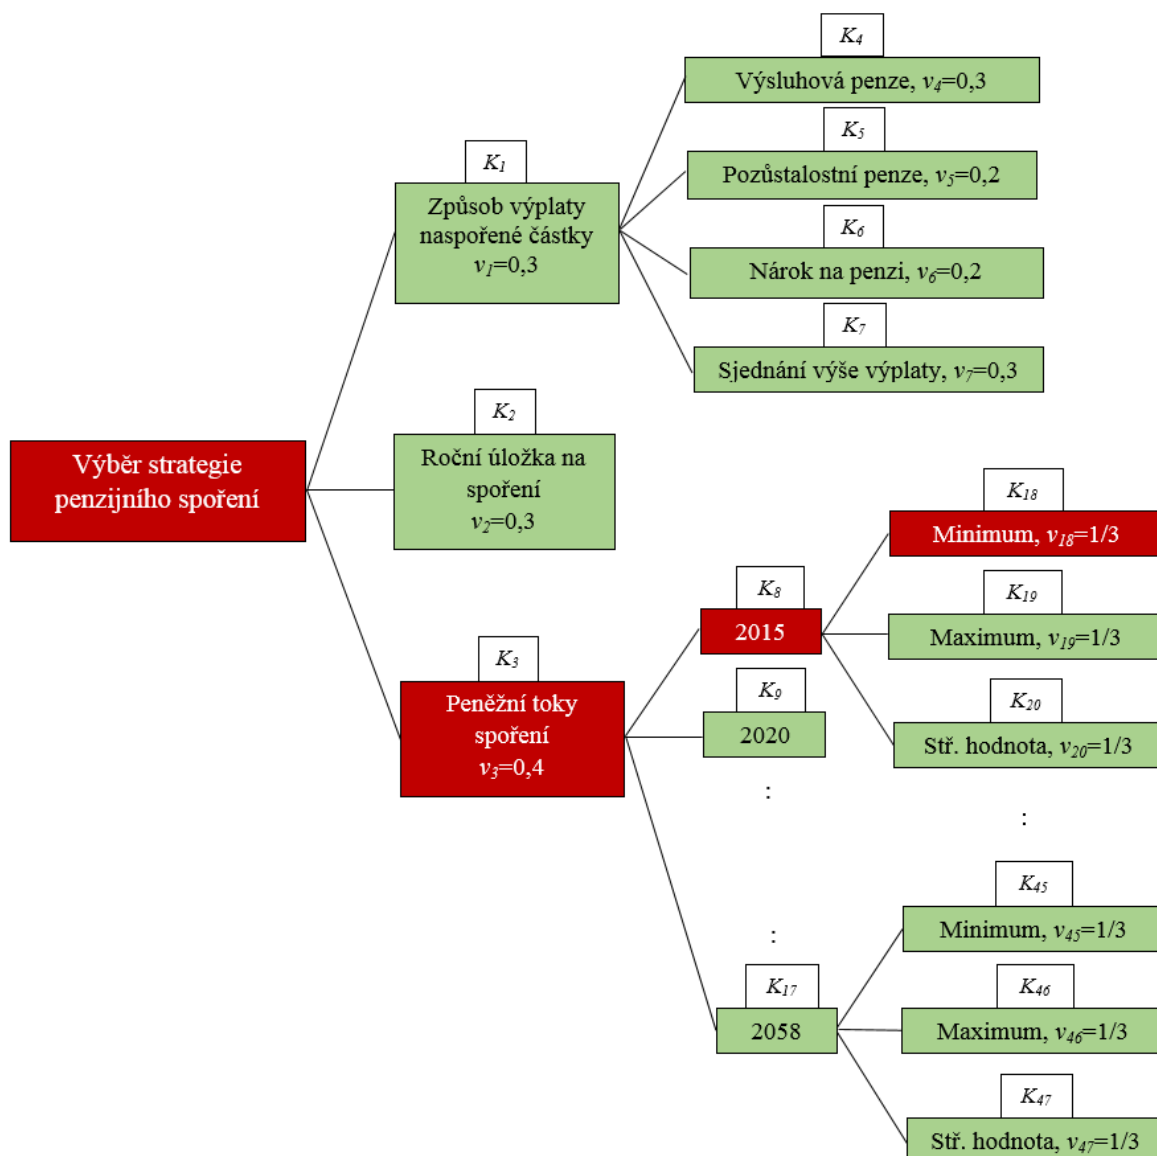 K4
Výsluhová penze, v4=0,3
K5
Pozůstalostní penze, v5=0,2
K1
Způsob výplaty
naspořené částky
v1=0,3
K6
Nárok na penzi, v6=0,2
K7
Sjednání výše výplaty, v7=0,3
K2
Roční úložka na
spoření
v2=0,3
Výběr strategie
penzijního spoření
K18
Minimum, v18=1/3
K8
2015
K19
Maximum, v19=1/3
K3
Peněžní toky
spoření
v3=0,4
K9
2020
K20
Stř. hodnota, v20=1/3
:
:
K45
Minimum, v45=1/3
:
K17
2058
K46
Maximum, v46=1/3
K47
Stř. hodnota, v47=1/3